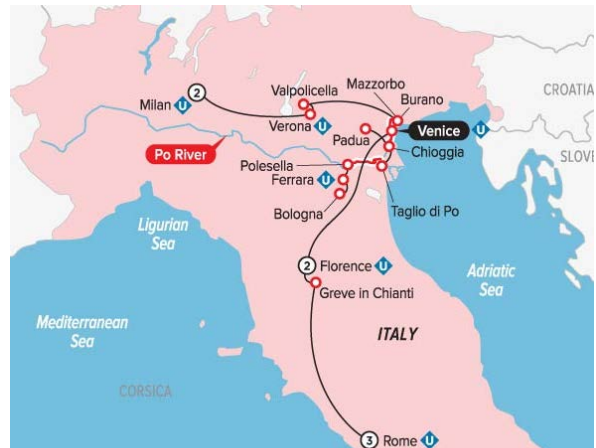 CROATIA
SLOVE
Valpolicella
Mazzorbo
Burano
2
Milan U
Verona U
Padua
Venice U
Chioggia
Po River
Polesella
Ferrara U
Bologna
Taglio di Po
Ligurian
Sea
2
Florence U
Greve in Chianti
Adriatic
Sea
Mediterranean
Sea
ITALY
CORSICA
3
Rome U